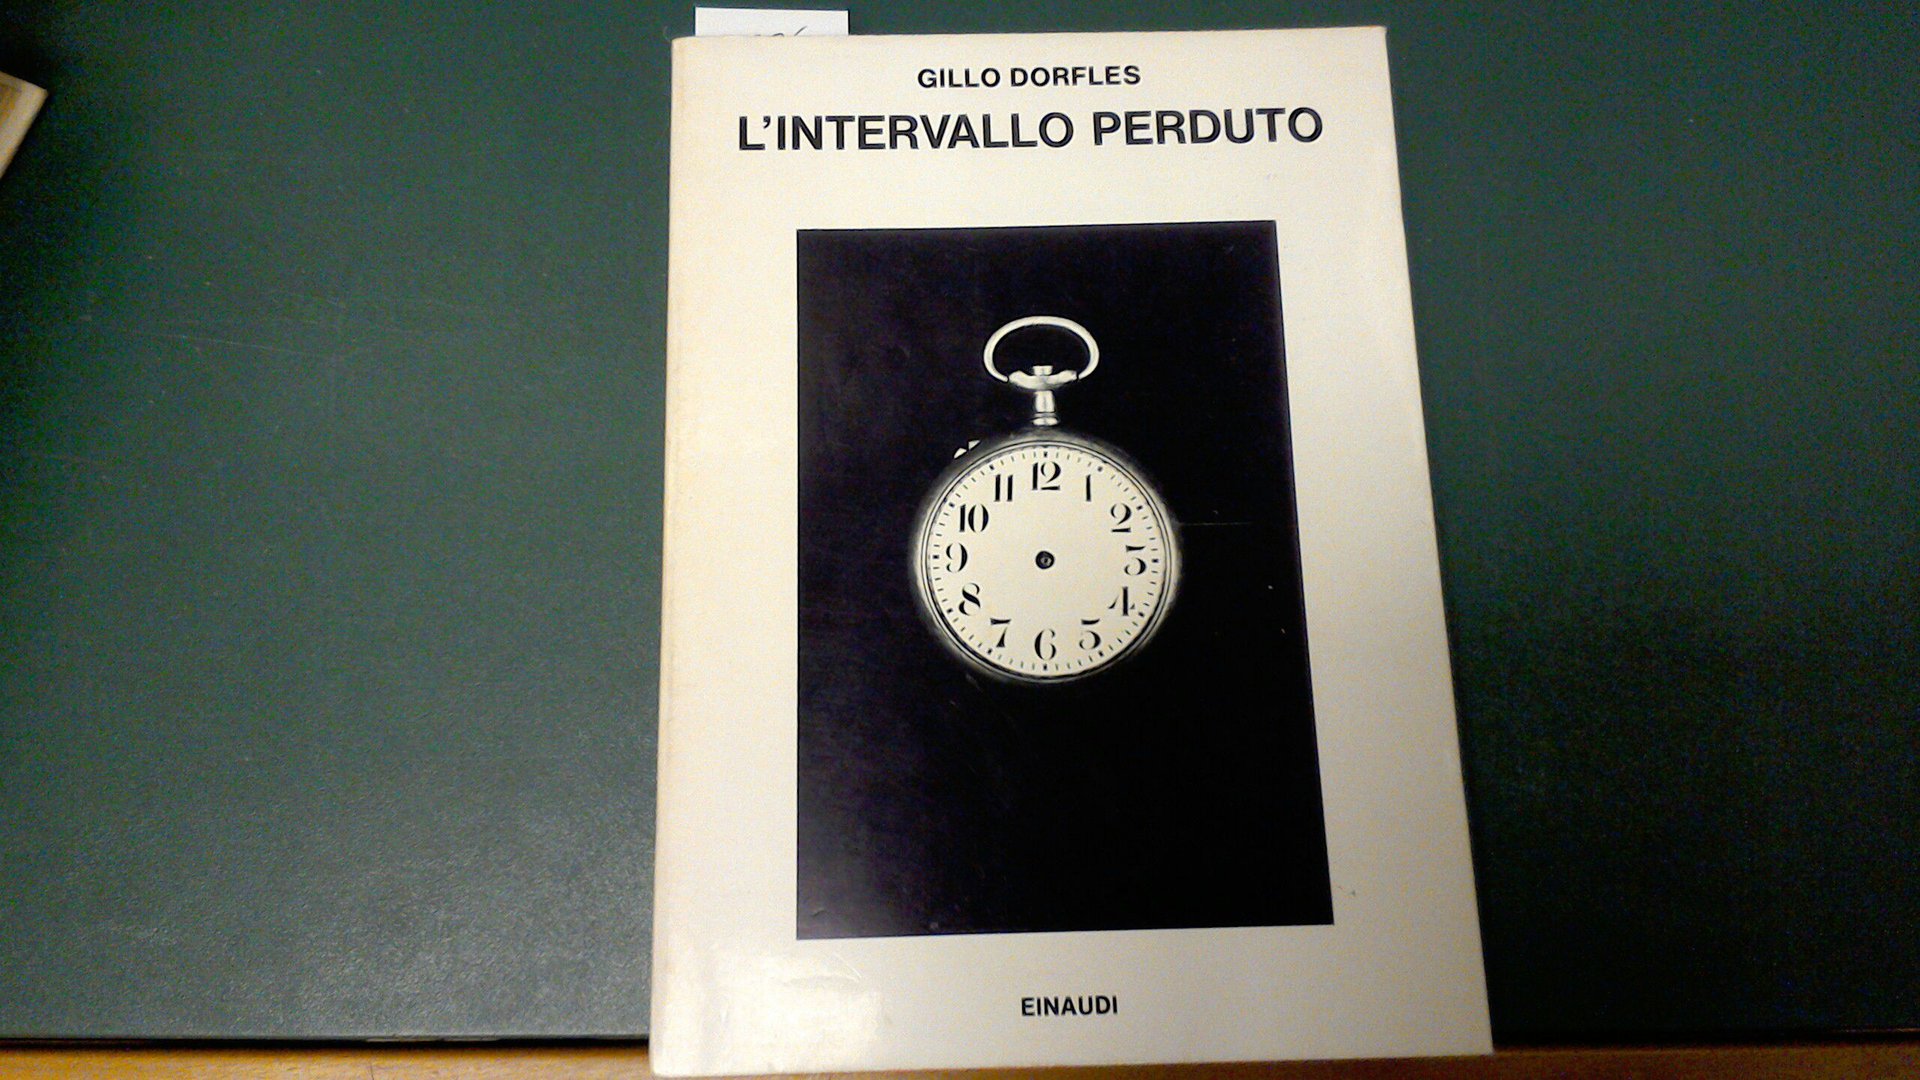 GILLO DORFLES
L'INTERVALLO PERDUTO
12
11 1
10 2
9 3
8 4
7 5
6
EINAUDI